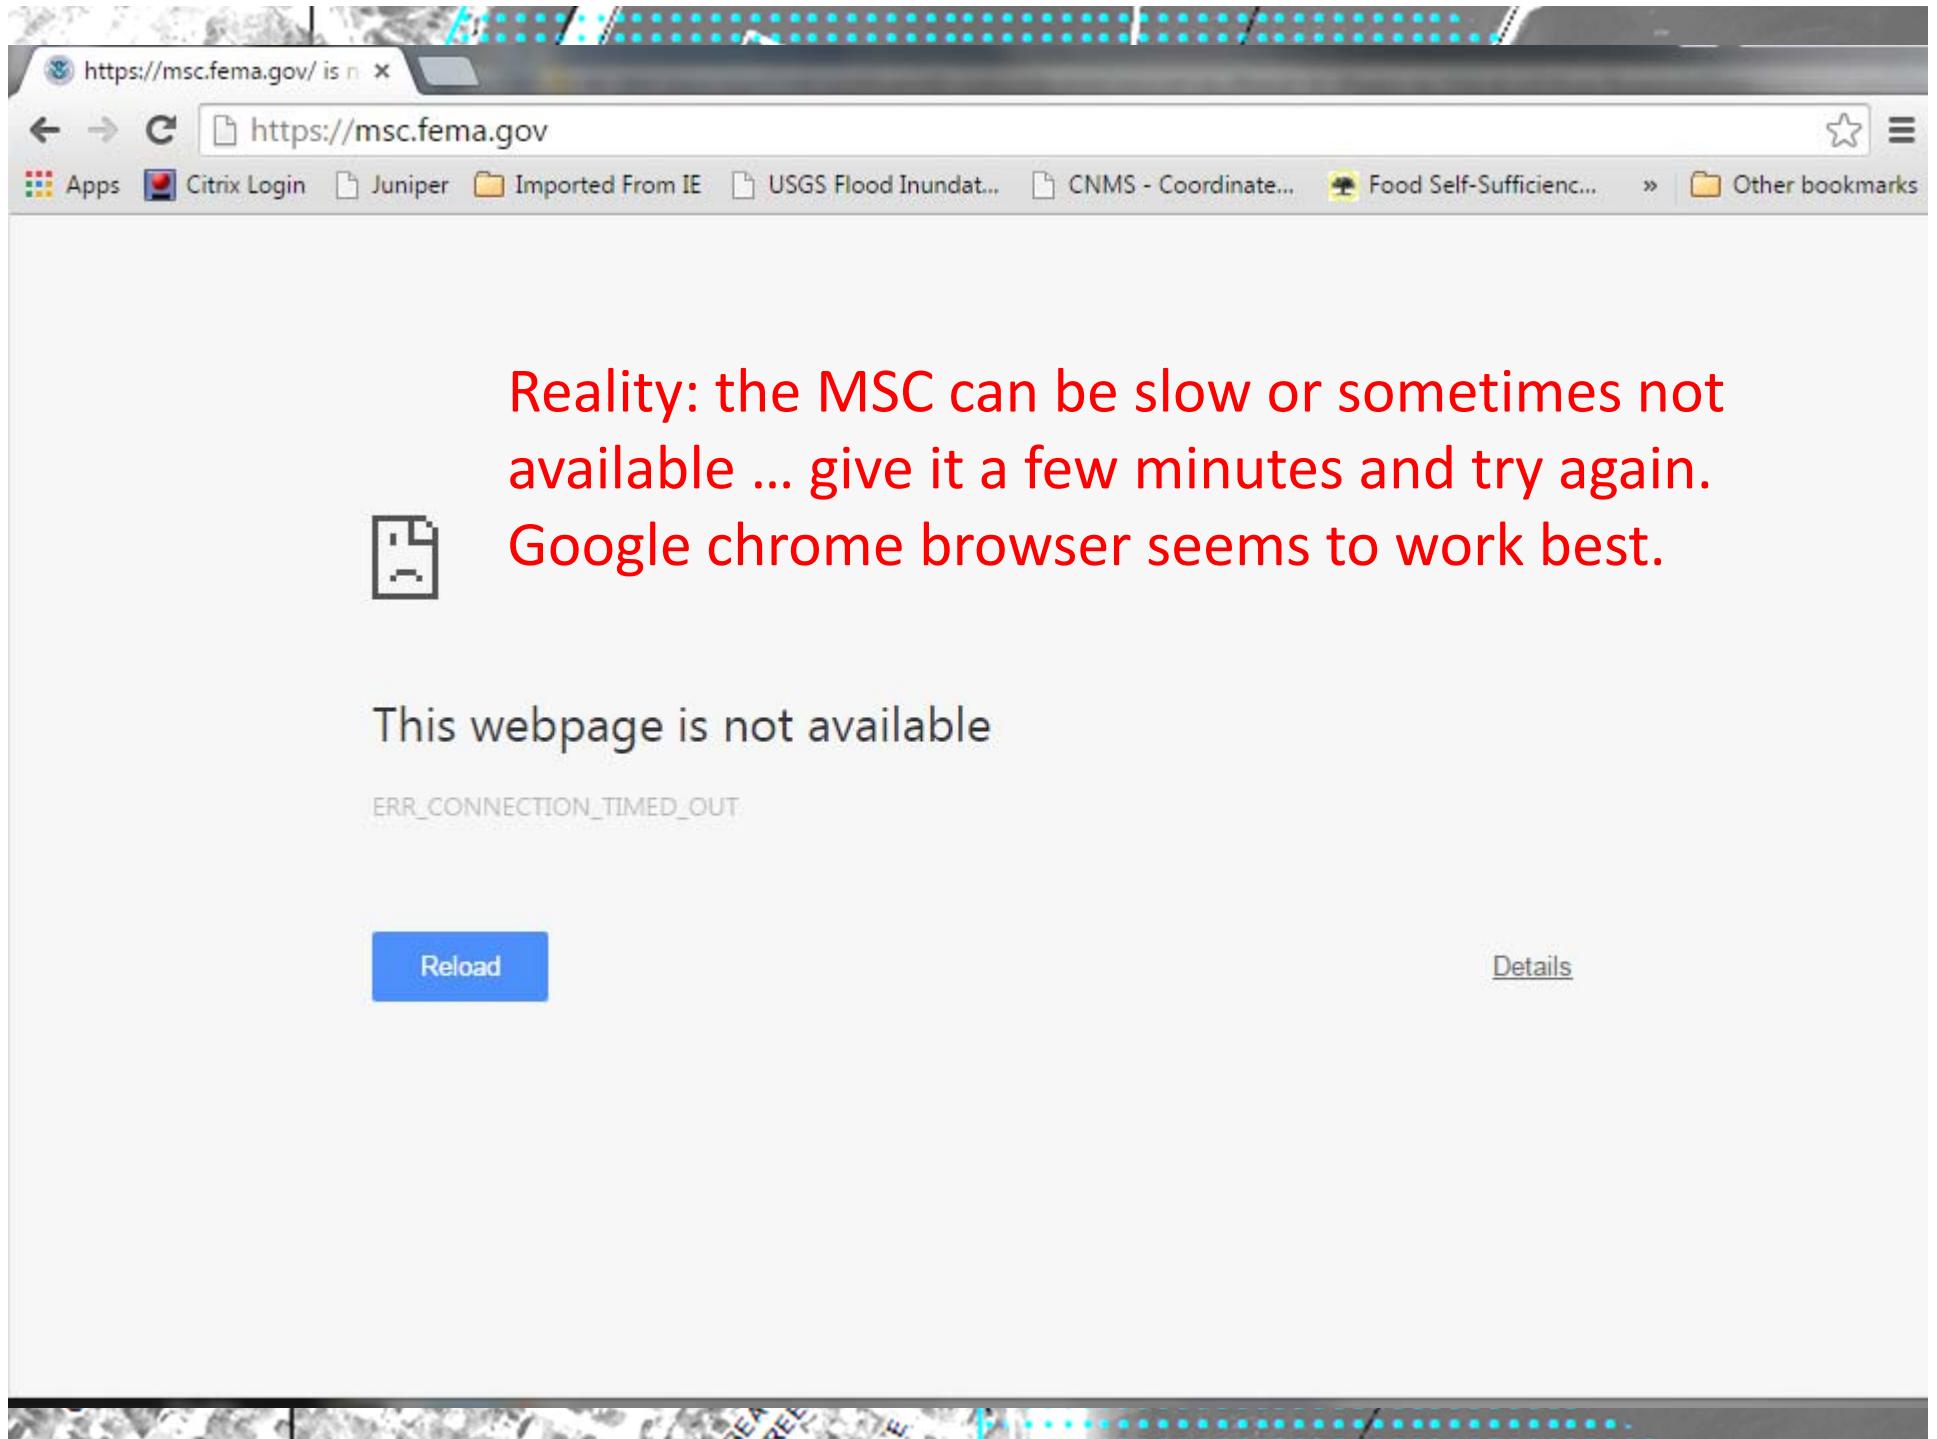 https://msc.fema.gov/ is n
https://msc.fema.gov
Apps Citrix Login Juniper Imported From IE USGS Flood Inundat... CNMS - Coordinate... Food Self-Sufficienc... » Other bookmarks
Reality: the MSC can be slow or sometimes not
available ... give it a few minutes and try again.
Google chrome browser seems to work best.
This webpage is not available
ERR_CONNECTION_TIMED_OUT
Reload Details